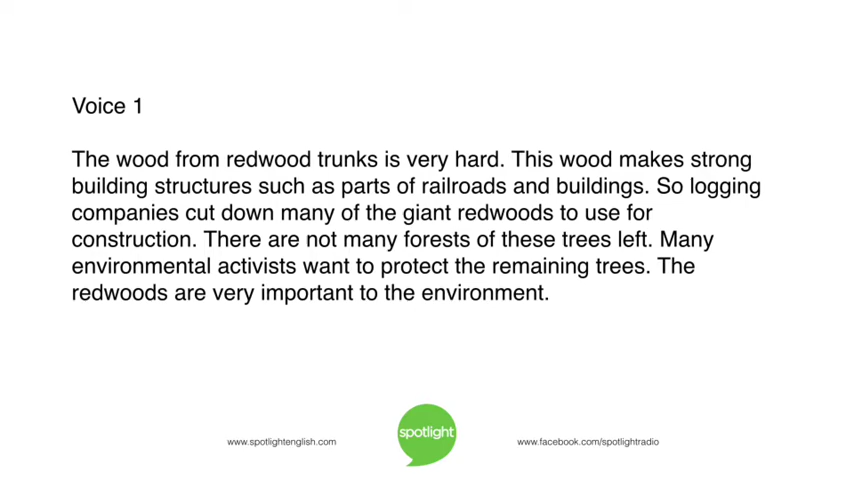 Voice 1
The wood from redwood trunks is very hard. This wood makes strong
building structures such as parts of railroads and buildings. So logging
companies cut down many of the giant redwoods to use for
construction. There are not many forests of these trees left. Many
environmental activists want to protect the remaining trees. The
redwoods are very important to the environment.
spotlight
www.spotlightenglish.com
www.facebook.com/spotlightradio